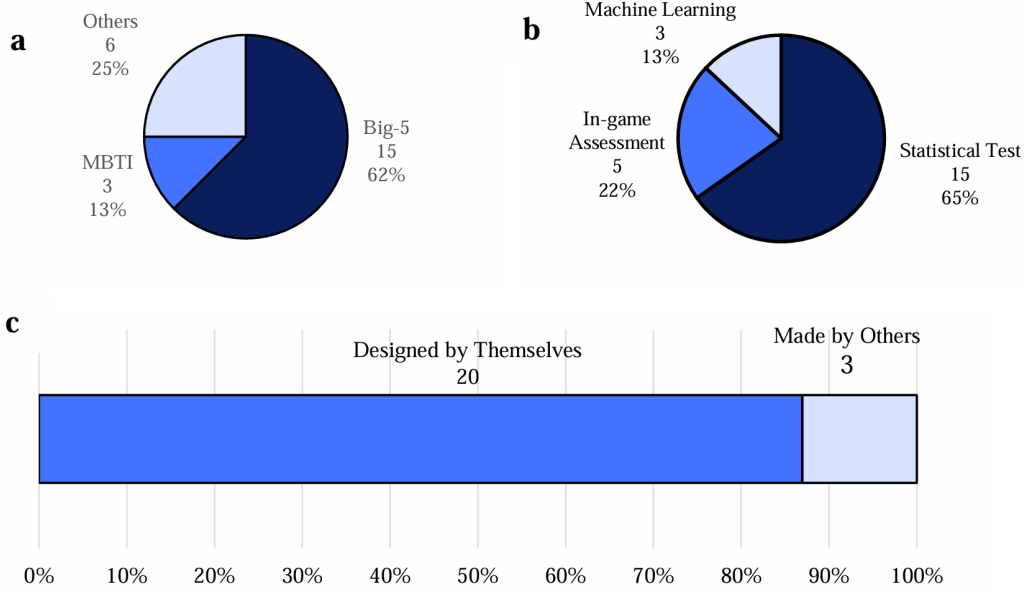 a
Others
6
25%
Big-5
15
62%
MBTI
3
13%
b
Machine Learning
3
13%
In-game
Assessment
5
22%
Statistical Test
15
65%
c
Designed by Themselves
20
Made by Others
3
0% 10% 20% 30% 40% 50% 60% 70% 80% 90% 100%